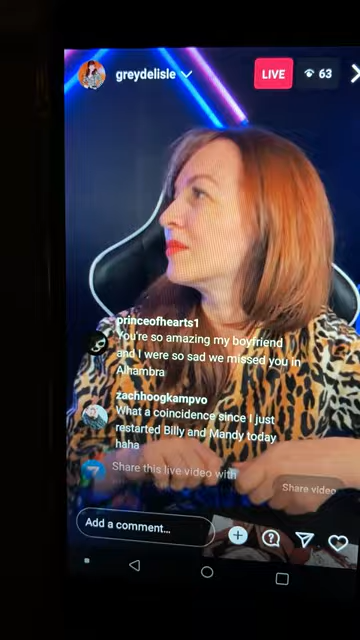 greydelisle
LIVE
63
princeofhearts1
You're so amazing my boyfriend
and I were so sad we missed you in
Alhambra
zachhoogkampvo
What a coincidence since I just
restarted Billy and Mandy today
haha
Share this live video with
Share video
Add a comment...